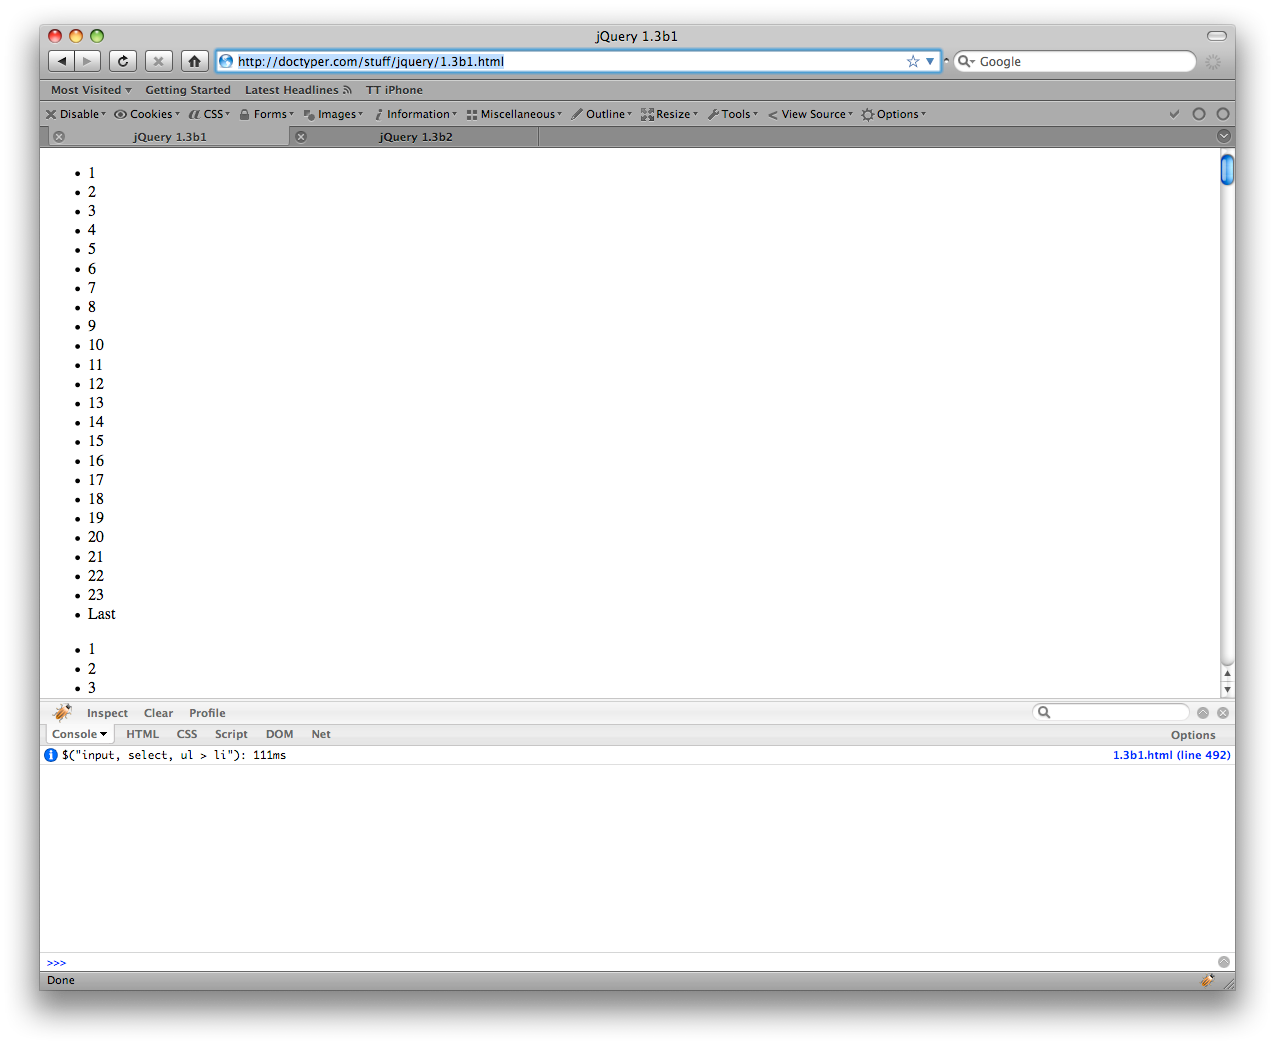 jQuery 1.3b1
http://doctyper.com/stuff/jquery/1.3b1.html
Google
Most Visited Getting Started Latest Headlines TT iPhone
Disable Cookies CSS Forms Images Information Miscellaneous Outline Resize Tools View Source Options
jQuery 1.3b1 jQuery 1.3b2
• 1
• 2
• 3
• 4
• 5
• 6
• 7
• 8
• 9
• 10
• 11
• 12
• 13
• 14
• 15
• 16
• 17
• 18
• 19
• 20
• 21
• 22
• 23
• Last
• 1
• 2
• 3
Inspect Clear Profile
Console HTML CSS Script DOM Net Options
$("input, select, ul > li"): 111ms 1.3b1.html (line 492)
>>>
Done